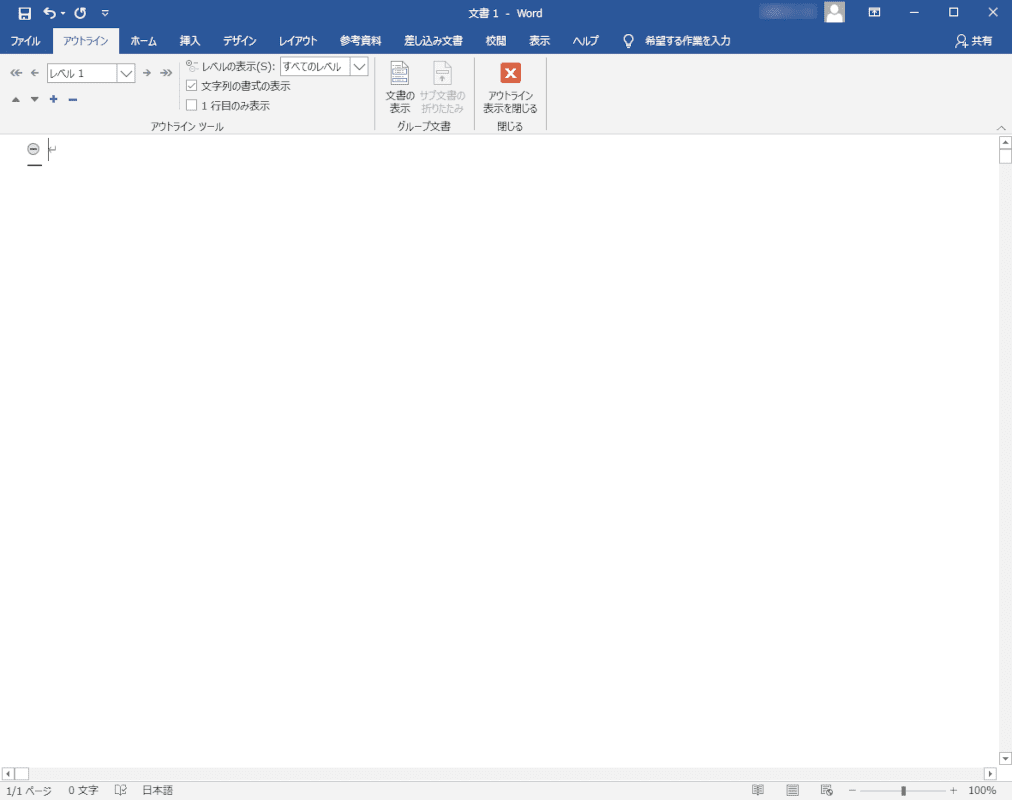 文書 1 - Word
ファイル アウトライン ホーム 挿入 デザイン レイアウト 参考資料 差し込み文書 校閲 表示 ヘルプ 希望する作業を入力 共有
レベル 1
レベルの表示(S): すべてのレベル
文字列の書式の表示
1 行目のみ表示
アウトライン ツール
文書の
表示
サブ文書の
折りたたみ
グループ文書
アウトライン
表示を閉じる
閉じる
1/1 ページ 0 文字 日本語 100%